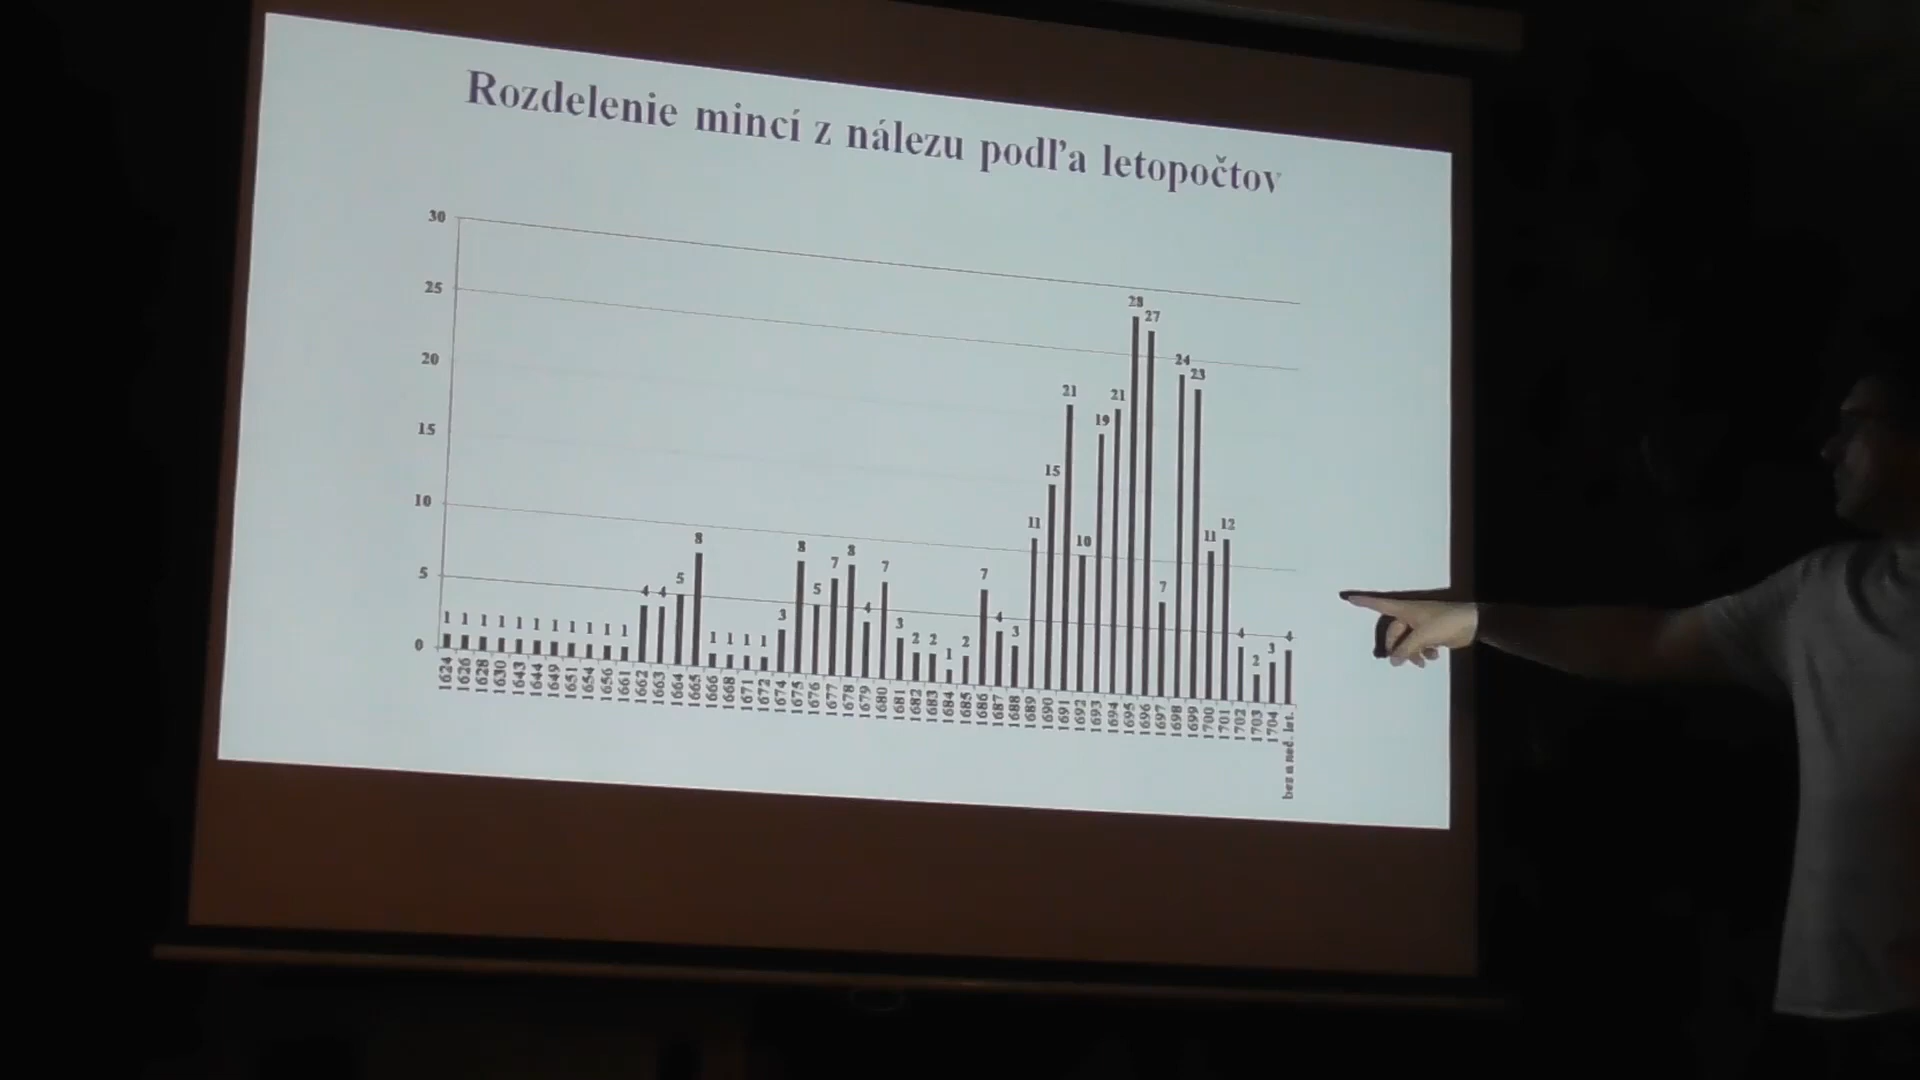 Rozdelenie mincí z nálezu podľa letopočtov
30
25
20
15
10
5
0
1 1 1 1 1 1 1 1 1 1 1 4 4 5 8 1 1 1 1 3 8 5 7 8 4 7 3 2 2 1 2 7 4 3 11 15 21 10 19 21 28 27 7 24 23 11 12 4 2 3 4
1624 1626 1628 1630 1643 1644 1649 1651 1654 1656 1661 1662 1663 1664 1665 1666 1668 1671 1672 1674 1675 1676 1677 1678 1679 1680 1681 1682 1683 1684 1685 1686 1687 1688 1689 1690 1691 1692 1693 1694 1695 1696 1697 1698 1699 1700 1701 1702 1703 1704 bez a neč. let.